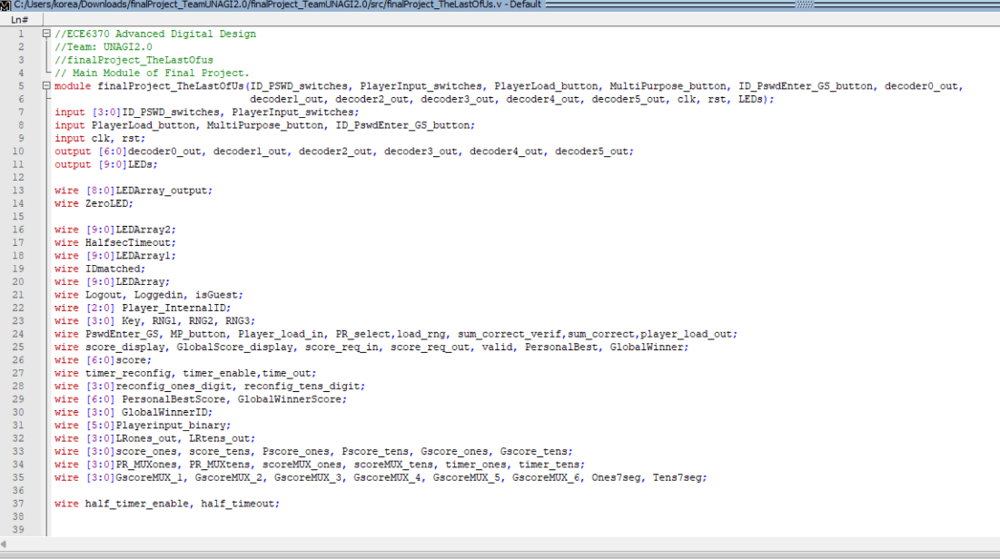 C:/Users/korea/Downloads/finalProject_TeamUNAGI2.0/finalProject_TeamUNAGI2.0/src/finalProject_TheLastOfUs.v - Default
Ln#
1 //ECE6370 Advanced Digital Design
2 //Team: UNAGI2.0
3 //finalProject_TheLastOfus
4 // Main Module of Final Project.
5 module finalProject_TheLastOfUs(ID_PSWD_switches, PlayerInput_switches, PlayerLoad_button, MultiPurpose_button, ID_PswdEnter_GS_button, decoder0_out,
6 decoder1_out, decoder2_out, decoder3_out, decoder4_out, decoder5_out, clk, rst, LEDs);
7 input [3:0]ID_PSWD_switches, PlayerInput_switches;
8 input PlayerLoad_button, MultiPurpose_button, ID_PswdEnter_GS_button;
9 input clk, rst;
10 output [6:0]decoder0_out, decoder1_out, decoder2_out, decoder3_out, decoder4_out, decoder5_out;
11 output [9:0]LEDs;
12
13 wire [8:0]LEDArray_output;
14 wire ZeroLED;
15
16 wire [9:0]LEDArray2;
17 wire HalfsecTimeout;
18 wire [9:0]LEDArray1;
19 wire IDmatched;
20 wire [9:0]LEDArray;
21 wire Logout, Loggedin, isGuest;
22 wire [2:0] Player_InternalID;
23 wire [3:0] Key, RNG1, RNG2, RNG3;
24 wire PswdEnter_GS, MP_button, Player_load_in, PR_select,load_rng, sum_correct_verif,sum_correct,player_load_out;
25 wire score_display, GlobalScore_display, score_req_in, score_req_out, valid, PersonalBest, GlobalWinner;
26 wire [6:0]score;
27 wire timer_reconfig, timer_enable,time_out;
28 wire [3:0]reconfig_ones_digit, reconfig_tens_digit;
29 wire [6:0] PersonalBestScore, GlobalWinnerScore;
30 wire [3:0] GlobalWinnerID;
31 wire [5:0]Playerinput_binary;
32 wire [3:0]LRones_out, LRtens_out;
33 wire [3:0]score_ones, score_tens, Pscore_ones, Pscore_tens, Gscore_ones, Gscore_tens;
34 wire [3:0]PR_MUXones, PR_MUXtens, scoreMUX_ones, scoreMUX_tens, timer_ones, timer_tens;
35 wire [3:0]GscoreMUX_1, GscoreMUX_2, GscoreMUX_3, GscoreMUX_4, GscoreMUX_5, GscoreMUX_6, Ones7seg, Tens7seg;
36
37 wire half_timer_enable, half_timeout;
38
39